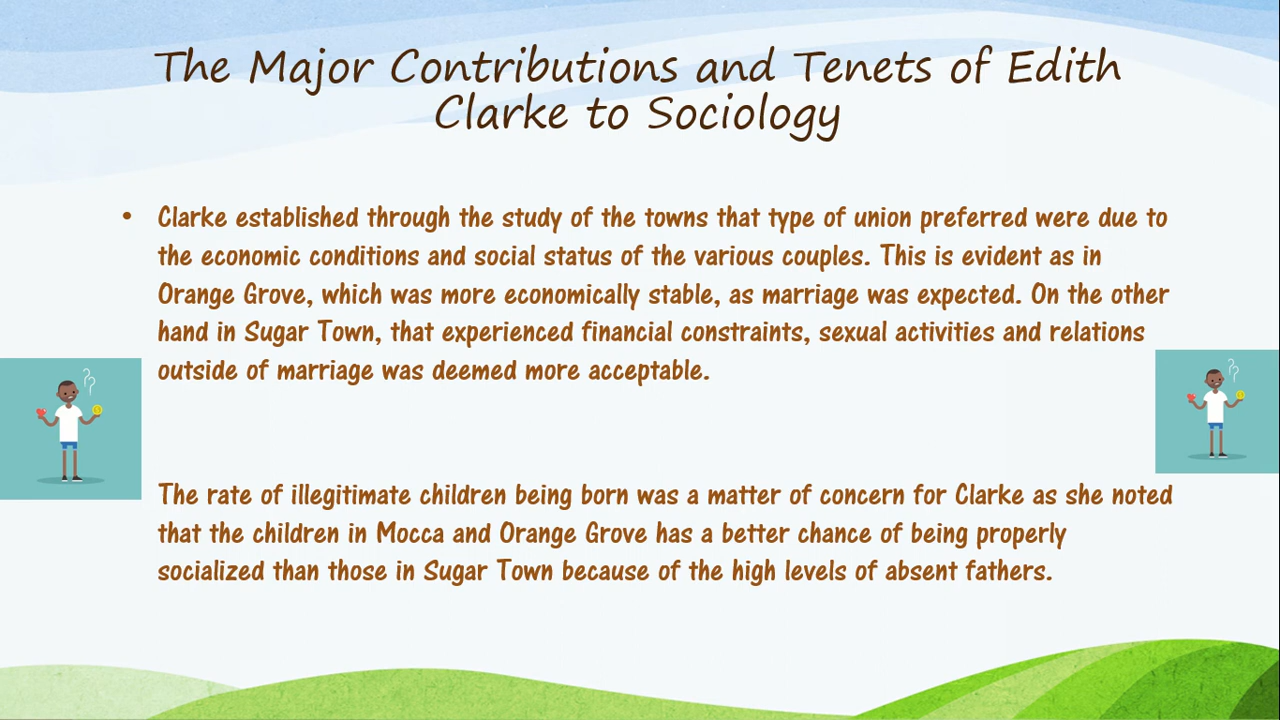 The Major Contributions and Tenets of Edith
Clarke to Sociology
• Clarke established through the study of the towns that type of union preferred were due to
the economic conditions and social status of the various couples. This is evident as in
Orange Grove, which was more economically stable, as marriage was expected. On the other
hand in Sugar Town, that experienced financial constraints, sexual activities and relations
outside of marriage was deemed more acceptable.
The rate of illegitimate children being born was a matter of concern for Clarke as she noted
that the children in Mocca and Orange Grove has a better chance of being properly
socialized than those in Sugar Town because of the high levels of absent fathers.